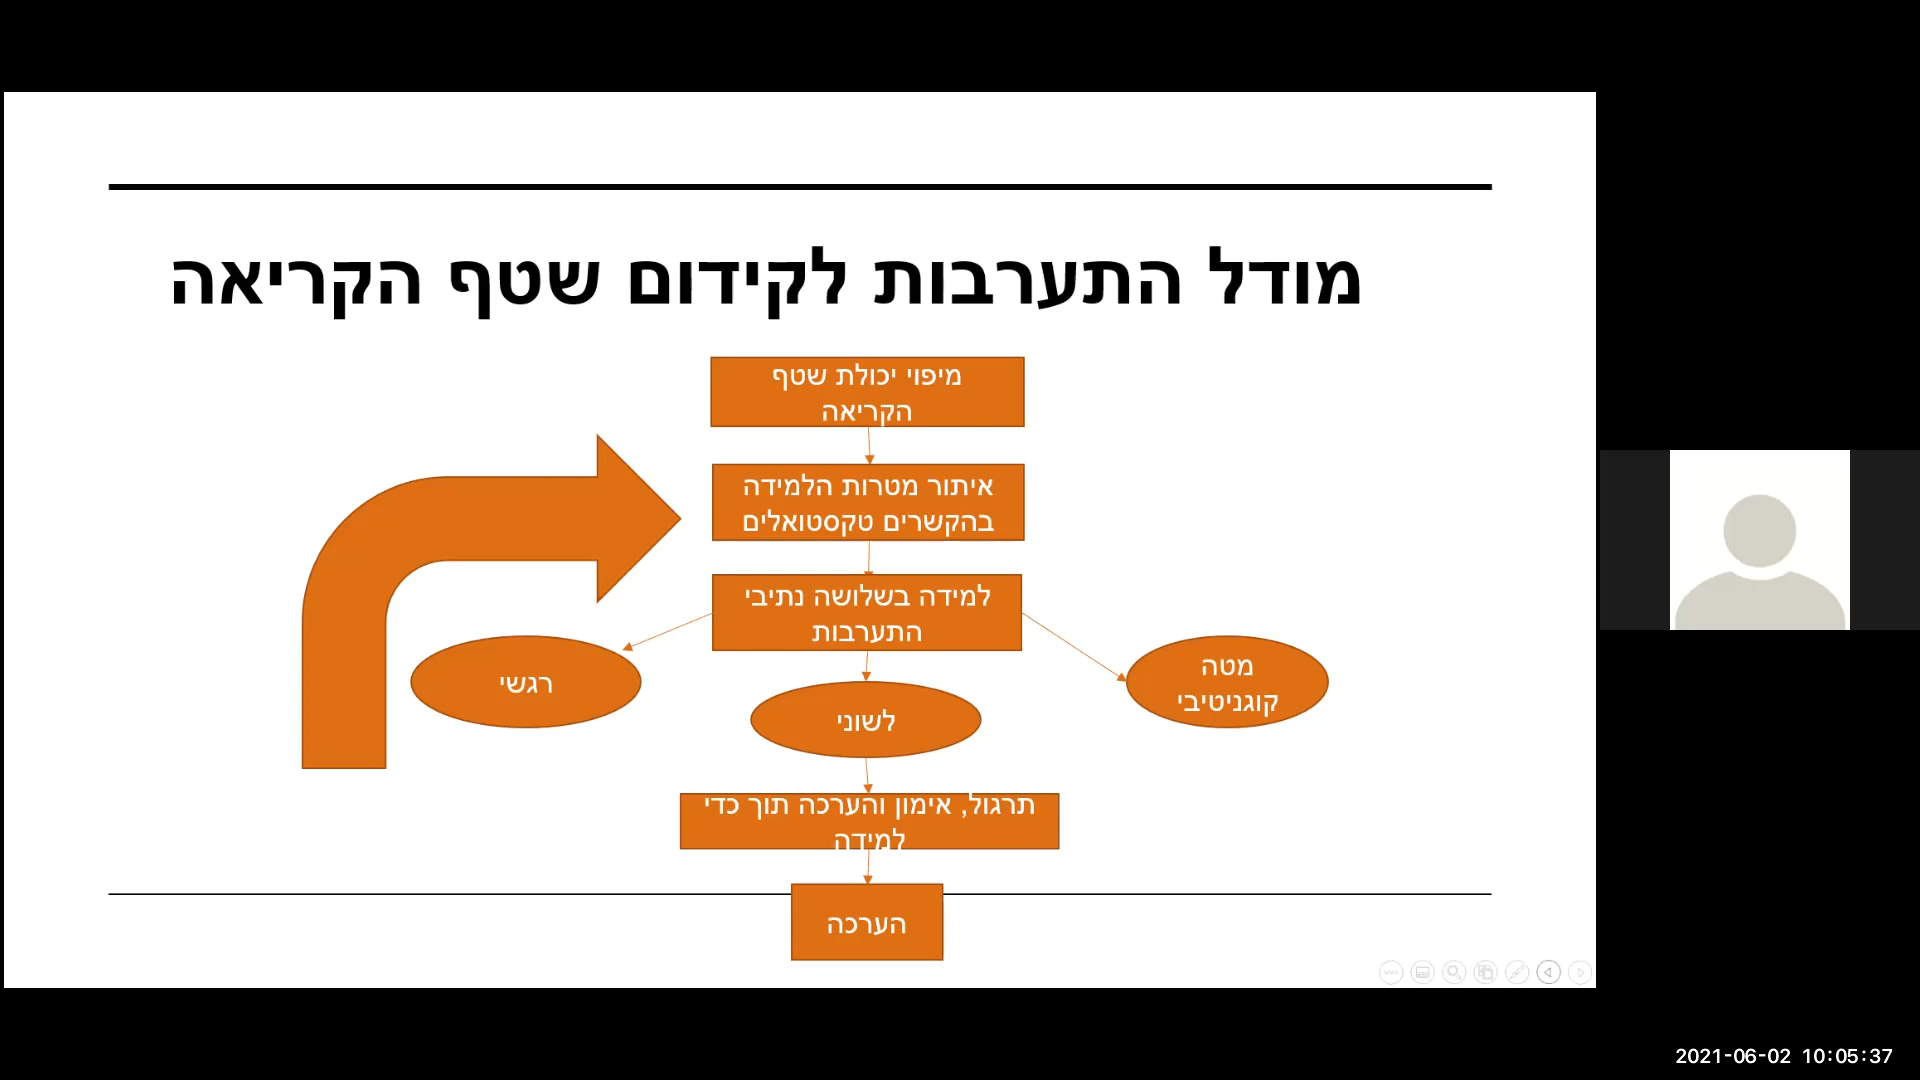 מודל התערבות לקידום שטף הקריאה
מיפוי יכולת שטף
הקריאה
איתור מטרות הלמידה
בהקשרים טקסטואלים
למידה בשלושה נתיבי
התערבות
מטה
קוגניטיבי
רגשי
לשוני
תרגול, אימון והערכה תוך כדי
למידה
הערכה
2021-06-02 10:05:37